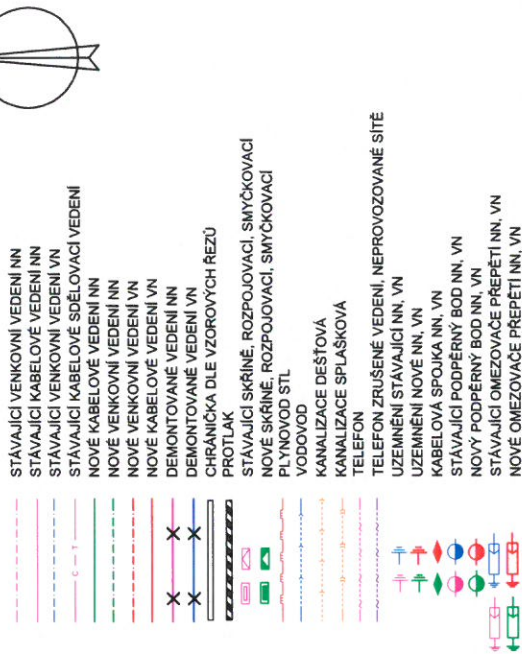 STÁVAJÍCÍ VENKOVNÍ VEDENÍ NN
STÁVAJÍCÍ KABELOVÉ VEDENÍ NN
STÁVAJÍCÍ VENKOVNÍ VEDENÍ VN
STÁVAJÍCÍ KABELOVÉ SDĚLOVACÍ VEDENÍ
C - T
NOVÉ KABELOVÉ VEDENÍ NN
NOVÉ VENKOVNÍ VEDENÍ NN
NOVÉ VENKOVNÍ VEDENÍ VN
NOVÉ KABELOVÉ VEDENÍ VN
DEMONTOVANÉ VEDENÍ NN
DEMONTOVANÉ VEDENÍ VN
CHRÁNIČKA DLE VZOROVÝCH ŘEZŮ
PROTLAK
STÁVAJÍCÍ SKŘÍNĚ, ROZPOJOVACÍ, SMYČKOVACÍ
NOVÉ SKŘÍNĚ, ROZPOJOVACÍ, SMYČKOVACÍ
PLYNOVOD STL
VODOVOD
KANALIZACE DEŠŤOVÁ
KANALIZACE SPLAŠKOVÁ
TELEFON
TELEFON ZRUŠENÉ VEDENÍ, NEPROVOZOVANÉ SÍTĚ
UZEMNĚNÍ STÁVAJÍCÍ NN, VN
UZEMNĚNÍ NOVÉ NN, VN
KABELOVÁ SPOJKA NN, VN
STÁVAJÍCÍ PODPĚRNÝ BOD NN, VN
NOVÝ PODPĚRNÝ BOD NN, VN
STÁVAJÍCÍ OMEZOVAČE PŘEPĚTÍ NN, VN
NOVÉ OMEZOVAČE PŘEPĚTÍ NN, VN